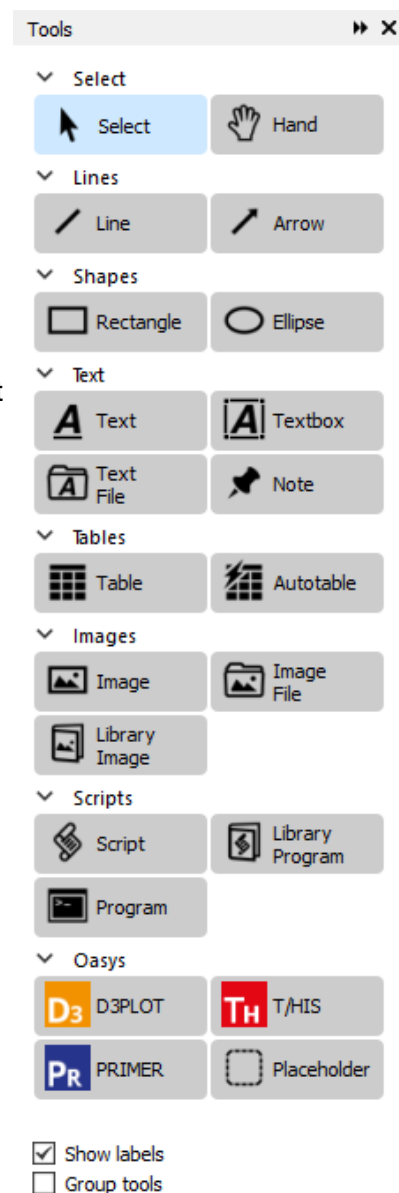 Tools
Select
Select Hand
Lines
Line Arrow
Shapes
Rectangle Ellipse
Text
t
A Text A Textbox
A Text
File
Note
Tables
Table Autotable
Images
Image Image
File
Library
Image
Scripts
Script Library
Program
>- Program
Oasys
D3 D3PLOT TH T/HIS
PR PRIMER Placeholder
Show labels
Group tools